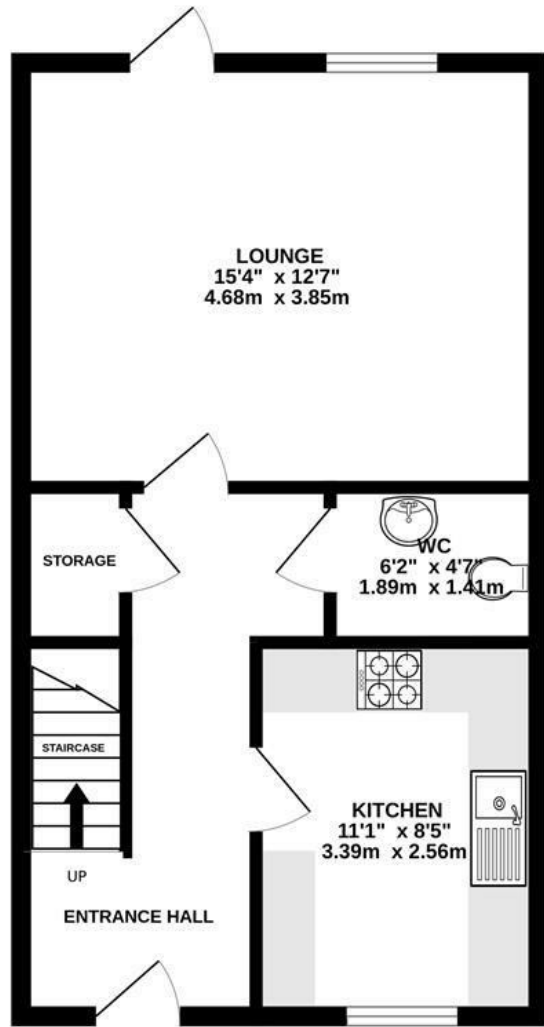 LOUNGE
15'4" x 12'7"
4.68m x 3.85m
STORAGE
WC
6'2" x 4'7"
1.89m x 1.41m
STAIRCASE
UP
KITCHEN
11'1" x 8'5"
3.39m x 2.56m
ENTRANCE HALL